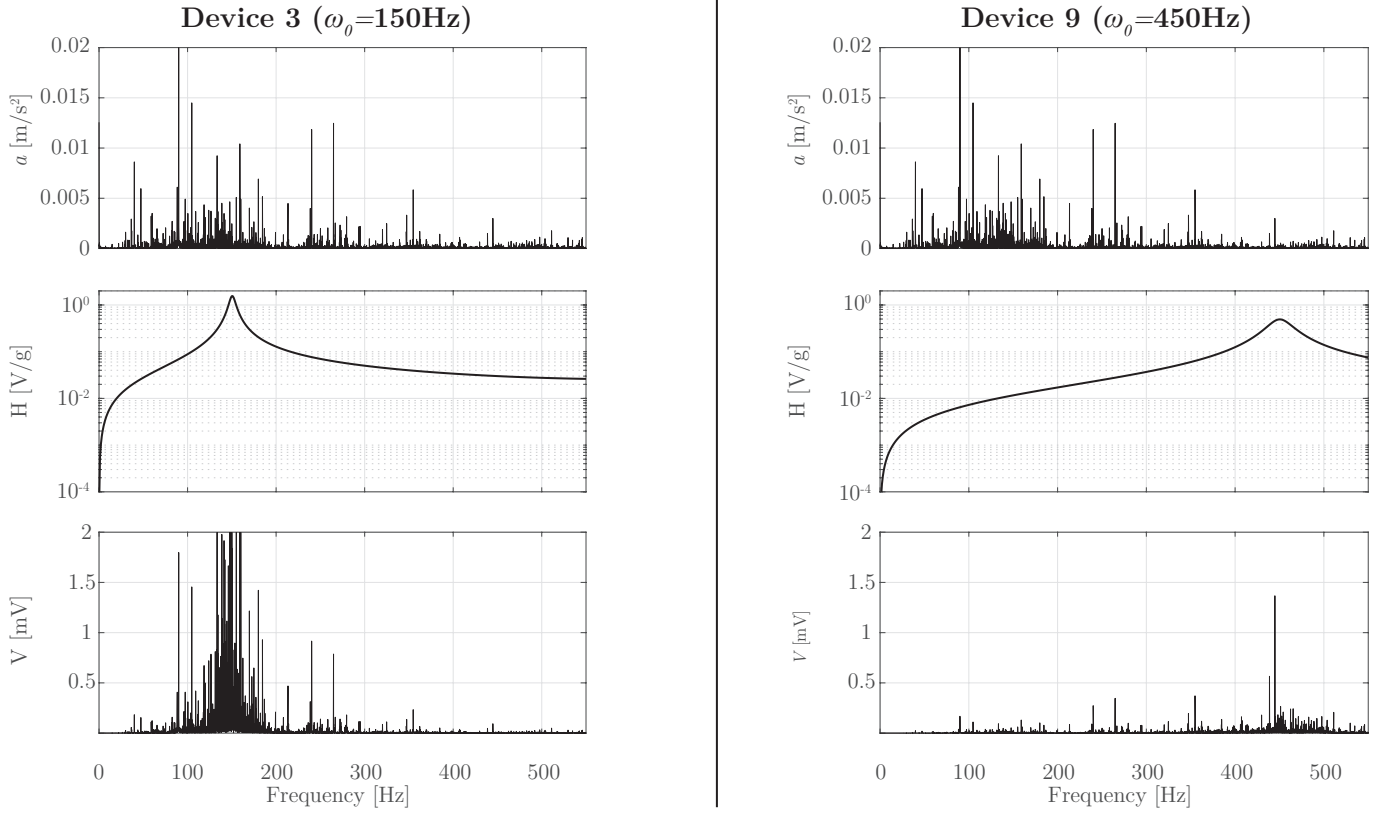 Device 3 (ω₀=150Hz)
a [m/s²]
0.02
0.015
0.01
0.005
0
H [V/g]
10⁰
10⁻²
10⁻⁴
V [mV]
2
1.5
1
0.5
0 100 200 300 400 500
Frequency [Hz]
Device 9 (ω₀=450Hz)
a [m/s²]
0.02
0.015
0.01
0.005
0
H [V/g]
10⁰
10⁻²
10⁻⁴
V [mV]
2
1.5
1
0.5
0 100 200 300 400 500
Frequency [Hz]